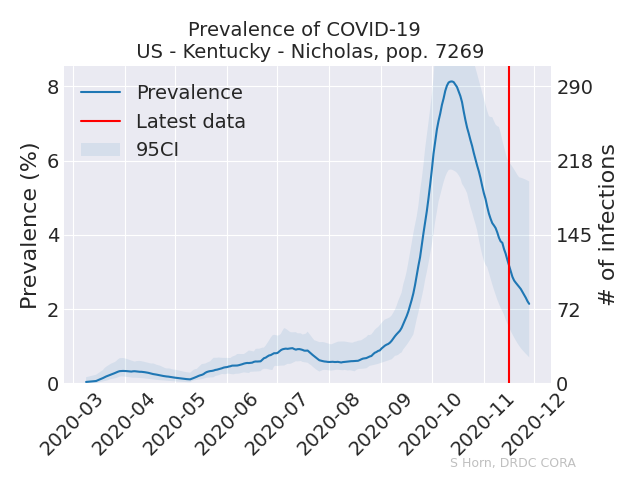 Prevalence of COVID-19
US - Kentucky - Nicholas, pop. 7269
Prevalence
Latest data
95CI
Prevalence (%)
8
6
4
2
0
290
218
145
72
0
# of infections
2020-03
2020-04
2020-05
2020-06
2020-07
2020-08
2020-09
2020-10
2020-11
2020-12
S Horn, DRDC CORA